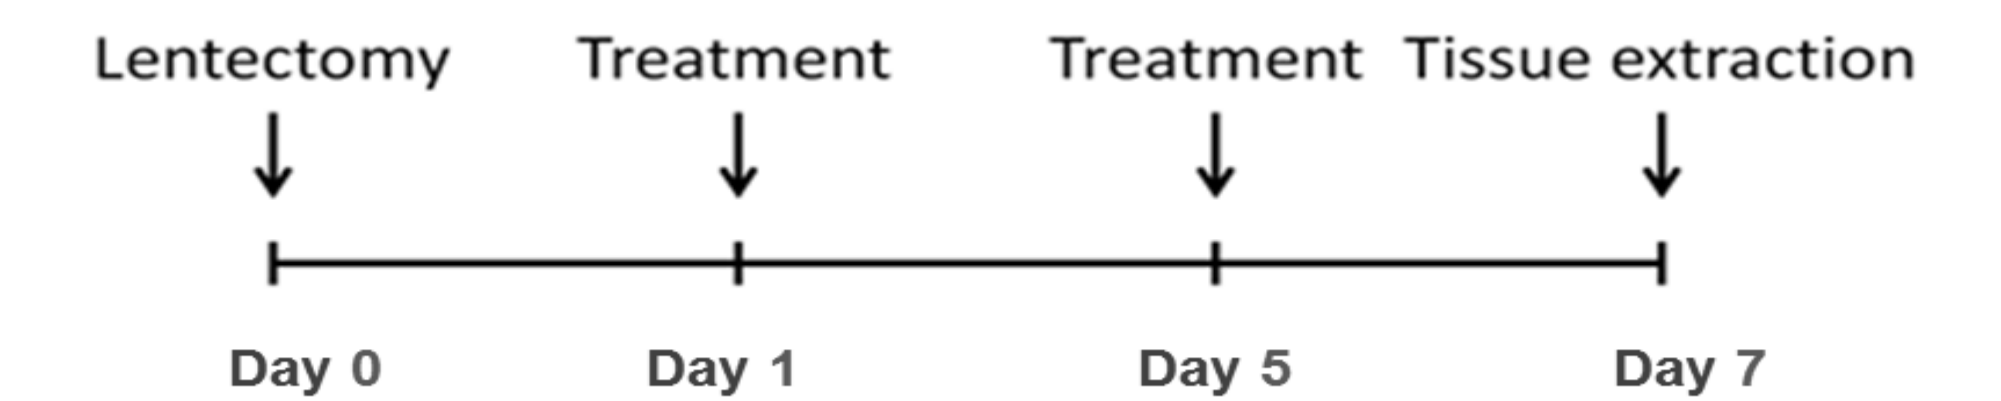 Lentectomy Treatment Treatment Tissue extraction
Day 0 Day 1 Day 5 Day 7